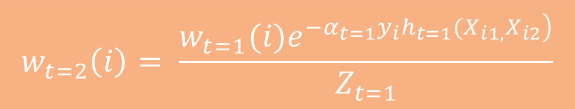 w_{t=2}(i) = \frac{w_{t=1}(i)e^{-\alpha_{t=1}y_i h_{t=1}(X_{i1,}X_{i2})}}{Z_{t=1}}